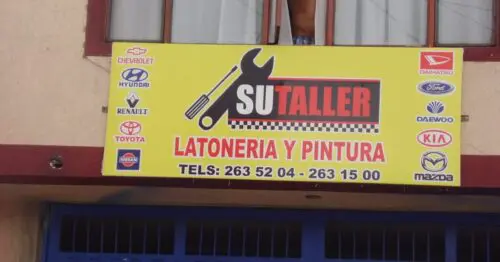 CHEVROLET
HYUNDAI
RENAULT
TOYOTA
NISSAN
SUTALLER
LATONERIA Y PINTURA
TELS: 263 52 04 - 263 15 00
DAIHATSU
Ford
DAEWOO
KIA
mazda